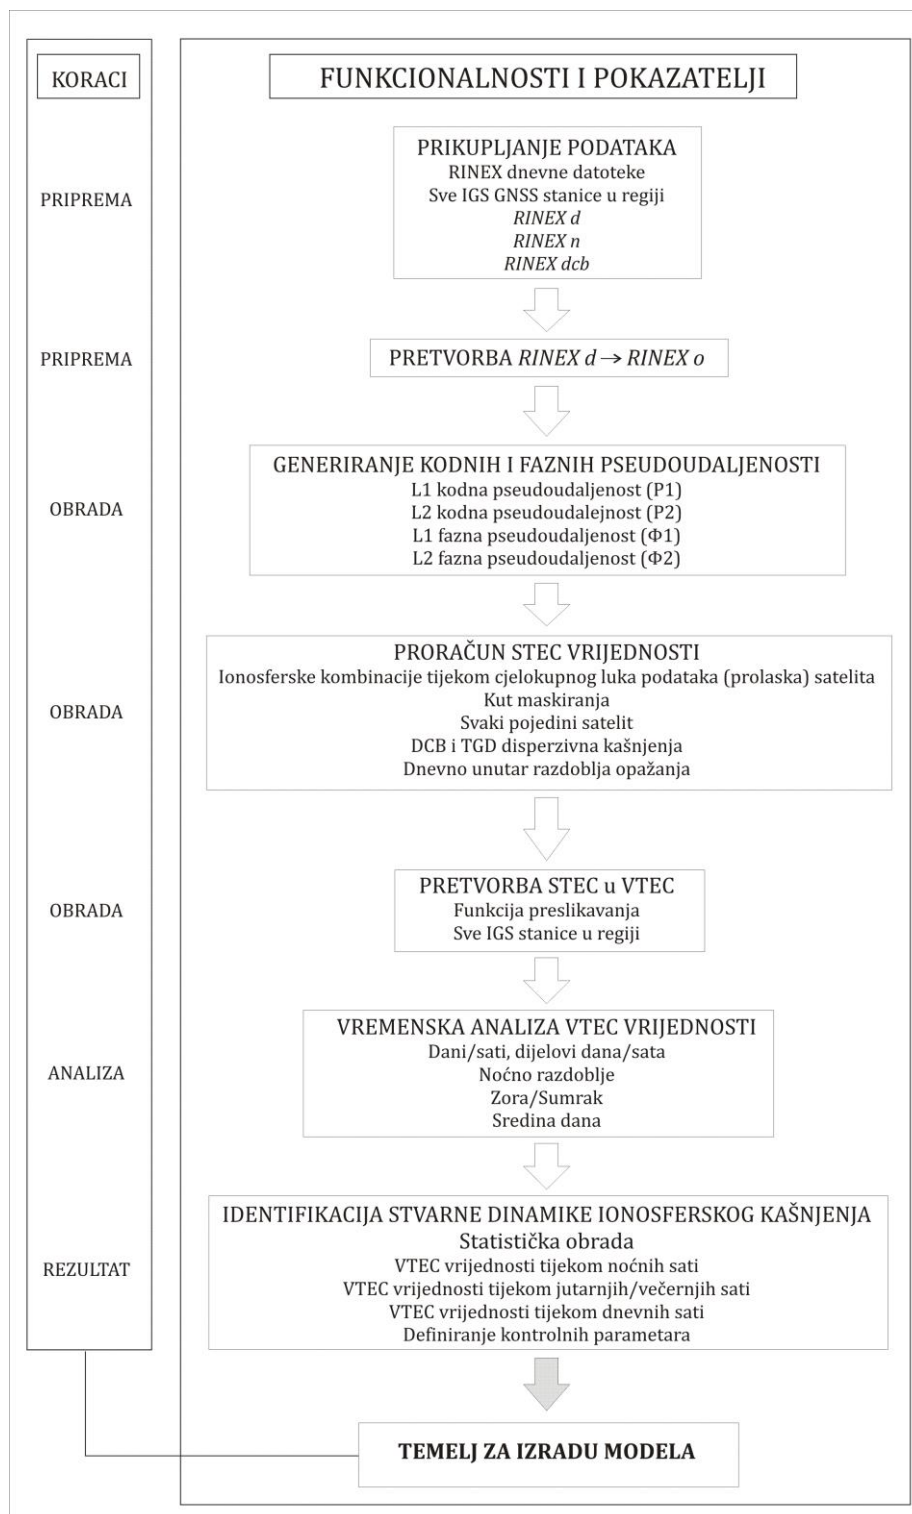 KORACI
FUNKCIONALNOSTI I POKAZATELJI
PRIPREMA
PRIKUPLJANJE PODATAKA
RINEX dnevne datoteke
Sve IGS GNSS stanice u regiji
RINEX d
RINEX n
RINEX dcb
PRIPREMA
PRETVORBA RINEX d → RINEX o
OBRADA
GENERIRANJE KODNIH I FAZNIH PSEUDOUDALJENOSTI
L1 kodna pseudoudaljenost (P1)
L2 kodna pseudoudalejnost (P2)
L1 fazna pseudoudaljenost (Φ1)
L2 fazna pseudoudaljenost (Φ2)
OBRADA
PRORAČUN STEC VRIJEDNOSTI
Ionosferske kombinacije tijekom cjelokupnog luka podataka (prolaska) satelita
Kut maskiranja
Svaki pojedini satelit
DCB i TGD disperzivna kašnjenja
Dnevno unutar razdoblja opažanja
OBRADA
PRETVORBA STEC u VTEC
Funkcija preslikavanja
Sve IGS stanice u regiji
ANALIZA
VREMENSKA ANALIZA VTEC VRIJEDNOSTI
Dani/sati, dijelovi dana/sata
Noćno razdoblje
Zora/Sumrak
Sredina dana
REZULTAT
IDENTIFIKACIJA STVARNE DINAMIKE IONOSFERSKOG KAŠNJENJA
Statistička obrada
VTEC vrijednosti tijekom noćnih sati
VTEC vrijednosti tijekom jutarnjih/večernjih sati
VTEC vrijednosti tijekom dnevnih sati
Definiranje kontrolnih parametara
TEMELJ ZA IZRADU MODELA